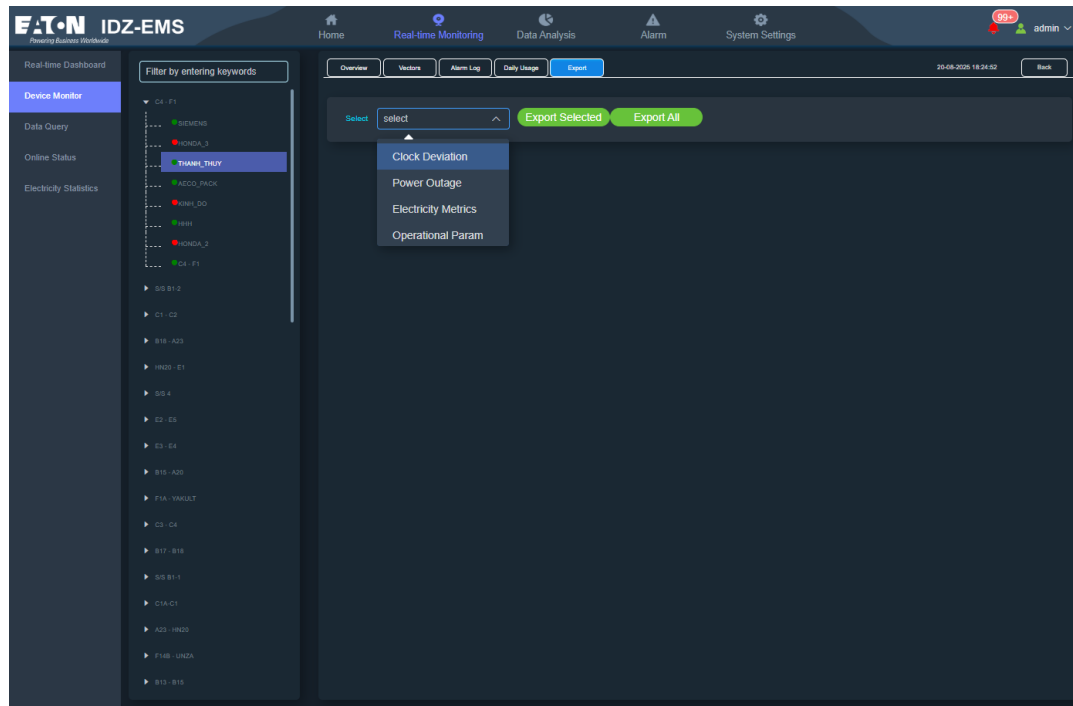 EATON IDZ-EMS
Powering Business Worldwide
Home
Real-time Monitoring
Data Analysis
Alarm
System Settings
99+
admin
Real-time Dashboard
Device Monitor
Data Query
Online Status
Electricity Statistics
Filter by entering keywords
C4 - F1
SIEMENS
HONDA_3
THANH_THUY
AECO_PACK
KINH_DO
HHH
HONDA_2
C4 - F1
S/S B1-2
C1 - C2
B16 - A23
HN20 - E1
S/S 4
E2 - E5
E3 - E4
B15 - A20
F1A - YAKULT
C3 - C4
B17 - B18
S/S B1-1
C1A-C1
A23 - HN20
F14B - UNZA
B13 - B15
Overview
Vectors
Alarm Log
Daily Usage
Export
20-08-2025 18:24:52
Back
Select
select
Export Selected
Export All
Clock Deviation
Power Outage
Electricity Metrics
Operational Param